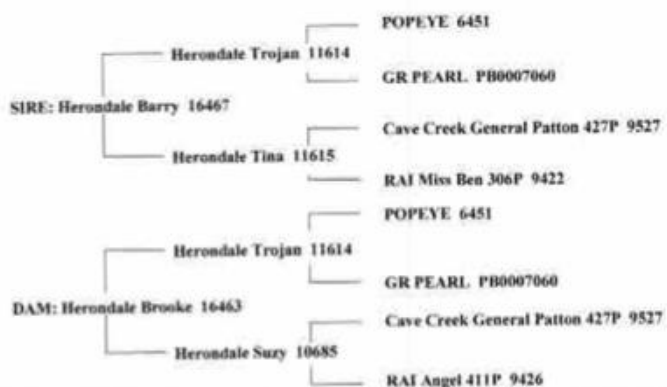 POPEYE 6451
Herondale Trojan 11614
GR PEARL PB0007060
SIRE: Herondale Barry 16467
Cave Creek General Patton 427P 9527
Herondale Tina 11615
RAI Miss Ben 306P 9422
POPEYE 6451
Herondale Trojan 11614
GR PEARL PB0007060
DAM: Herondale Brooke 16463
Cave Creek General Patton 427P 9527
Herondale Suzy 10685
RAI Angel 411P 9426